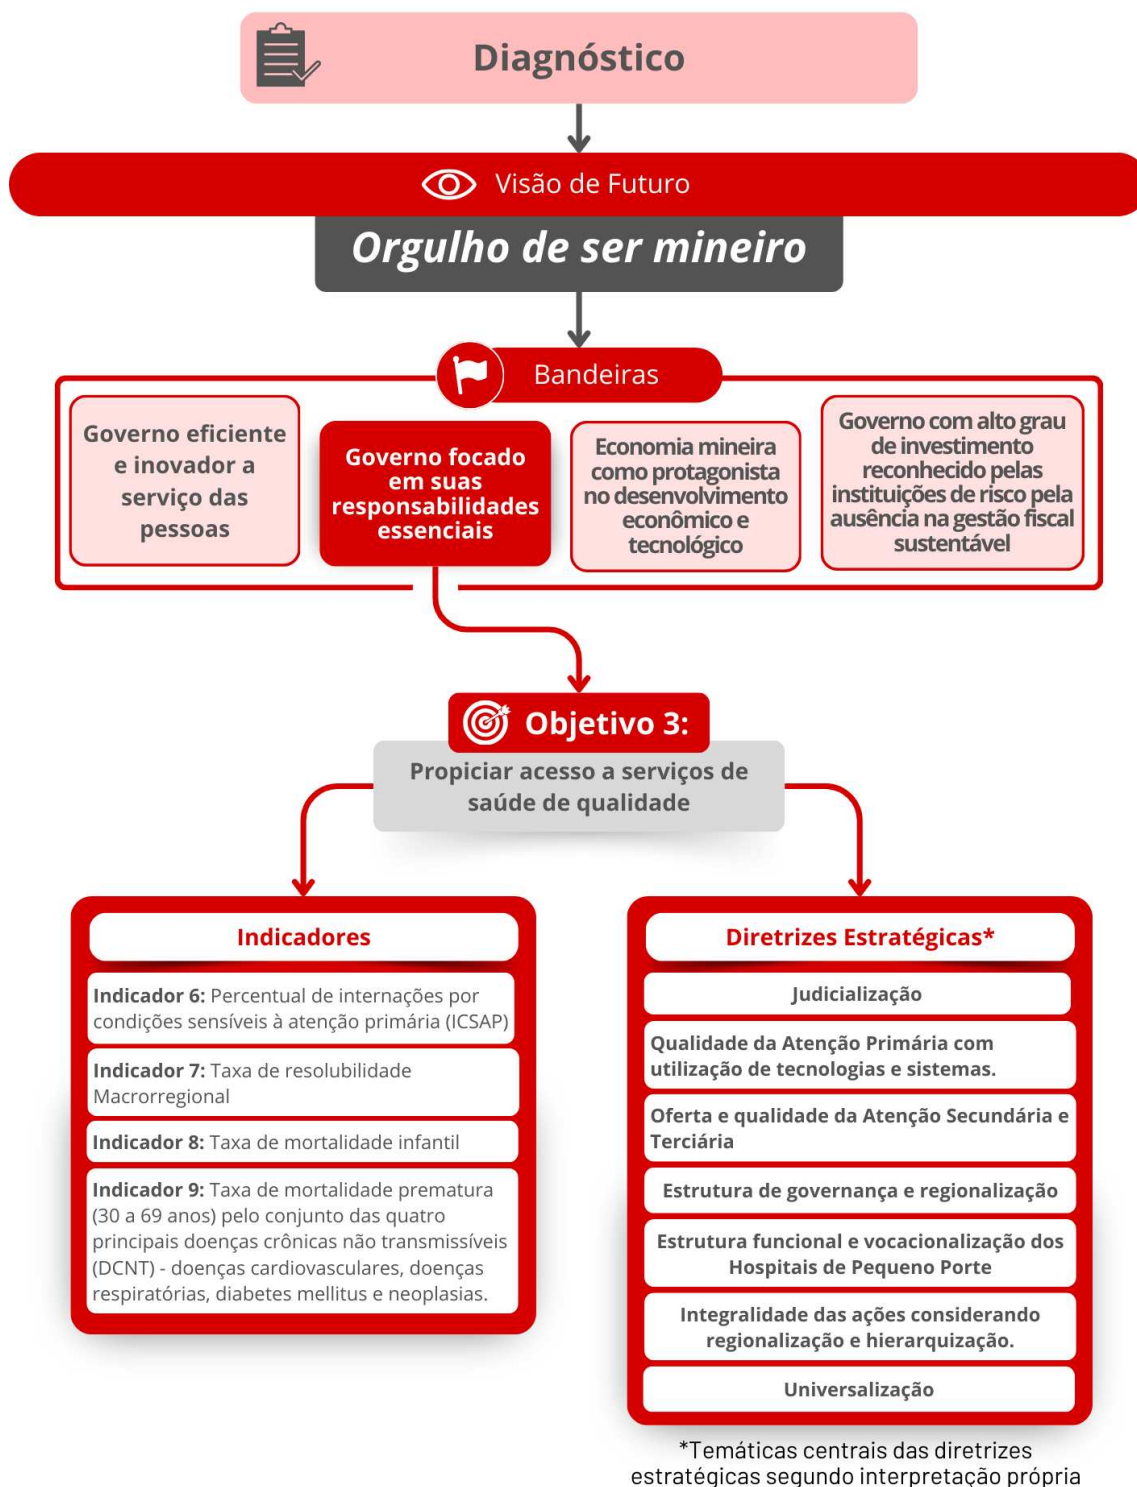 Diagnóstico
Visão de Futuro
Orgulho de ser mineiro
Bandeiras
Governo eficiente
e inovador a
serviço das
pessoas
Governo focado
em suas
responsabilidades
essenciais
Economia mineira
como protagonista
no desenvolvimento
econômico e
tecnológico
Governo com alto grau
de investimento
reconhecido pelas
instituições de risco pela
ausência na gestão fiscal
sustentável
Objetivo 3:
Propiciar acesso a serviços de
saúde de qualidade
Indicadores
Indicador 6: Percentual de internações por
condições sensíveis à atenção primária (ICSAP)
Indicador 7: Taxa de resolubilidade
Macrorregional
Indicador 8: Taxa de mortalidade infantil
Indicador 9: Taxa de mortalidade prematura
(30 a 69 anos) pelo conjunto das quatro
principais doenças crônicas não transmissíveis
(DCNT) - doenças cardiovasculares, doenças
respiratórias, diabetes mellitus e neoplasias.
Diretrizes Estratégicas*
Judicialização
Qualidade da Atenção Primária com
utilização de tecnologias e sistemas.
Oferta e qualidade da Atenção Secundária e
Terciária
Estrutura de governança e regionalização
Estrutura funcional e vocacionalização dos
Hospitais de Pequeno Porte
Integralidade das ações considerando
regionalização e hierarquização.
Universalização
*Temáticas centrais das diretrizes
estratégicas segundo interpretação própria